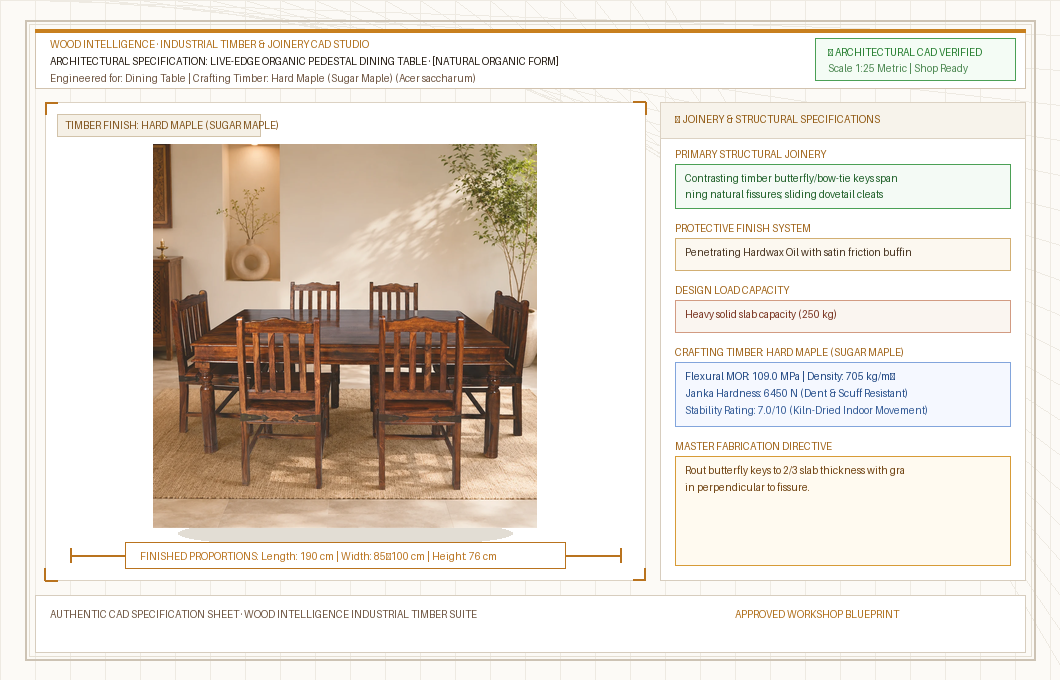 WOOD INTELLIGENCE · INDUSTRIAL TIMBER & JOINERY CAD STUDIO
ARCHITECTURAL SPECIFICATION: LIVE-EDGE ORGANIC PEDESTAL DINING TABLE · [NATURAL ORGANIC FORM]
Engineered for: Dining Table | Crafting Timber: Hard Maple (Sugar Maple) (Acer saccharum)
ARCHITECTURAL CAD VERIFIED
Scale 1:25 Metric | Shop Ready
TIMBER FINISH: HARD MAPLE (SUGAR MAPLE)
FINISHED PROPORTIONS: Length: 190 cm | Width: 85 100 cm | Height: 76 cm
JOINERY & STRUCTURAL SPECIFICATIONS
PRIMARY STRUCTURAL JOINERY
Contrasting timber butterfly/bow-tie keys span
ning natural fissures; sliding dovetail cleats
PROTECTIVE FINISH SYSTEM
Penetrating Hardwax Oil with satin friction buffin
DESIGN LOAD CAPACITY
Heavy solid slab capacity (250 kg)
CRAFTING TIMBER: HARD MAPLE (SUGAR MAPLE)
Flexural MOR: 109.0 MPa | Density: 705 kg/m
Janka Hardness: 6450 N (Dent & Scuff Resistant)
Stability Rating: 7.0/10 (Kiln-Dried Indoor Movement)
MASTER FABRICATION DIRECTIVE
Rout butterfly keys to 2/3 slab thickness with gra
in perpendicular to fissure.
AUTHENTIC CAD SPECIFICATION SHEET · WOOD INTELLIGENCE INDUSTRIAL TIMBER SUITE
APPROVED WORKSHOP BLUEPRINT